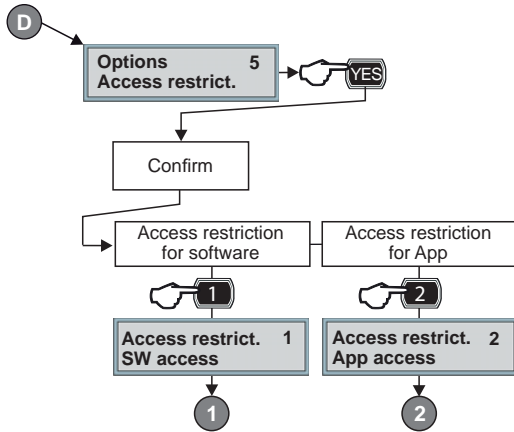 D
Options 5
Access restrict.
YES
Confirm
Access restriction
for software
Access restriction
for App
1
2
Access restrict. 1
SW access
Access restrict. 2
App access
1
2